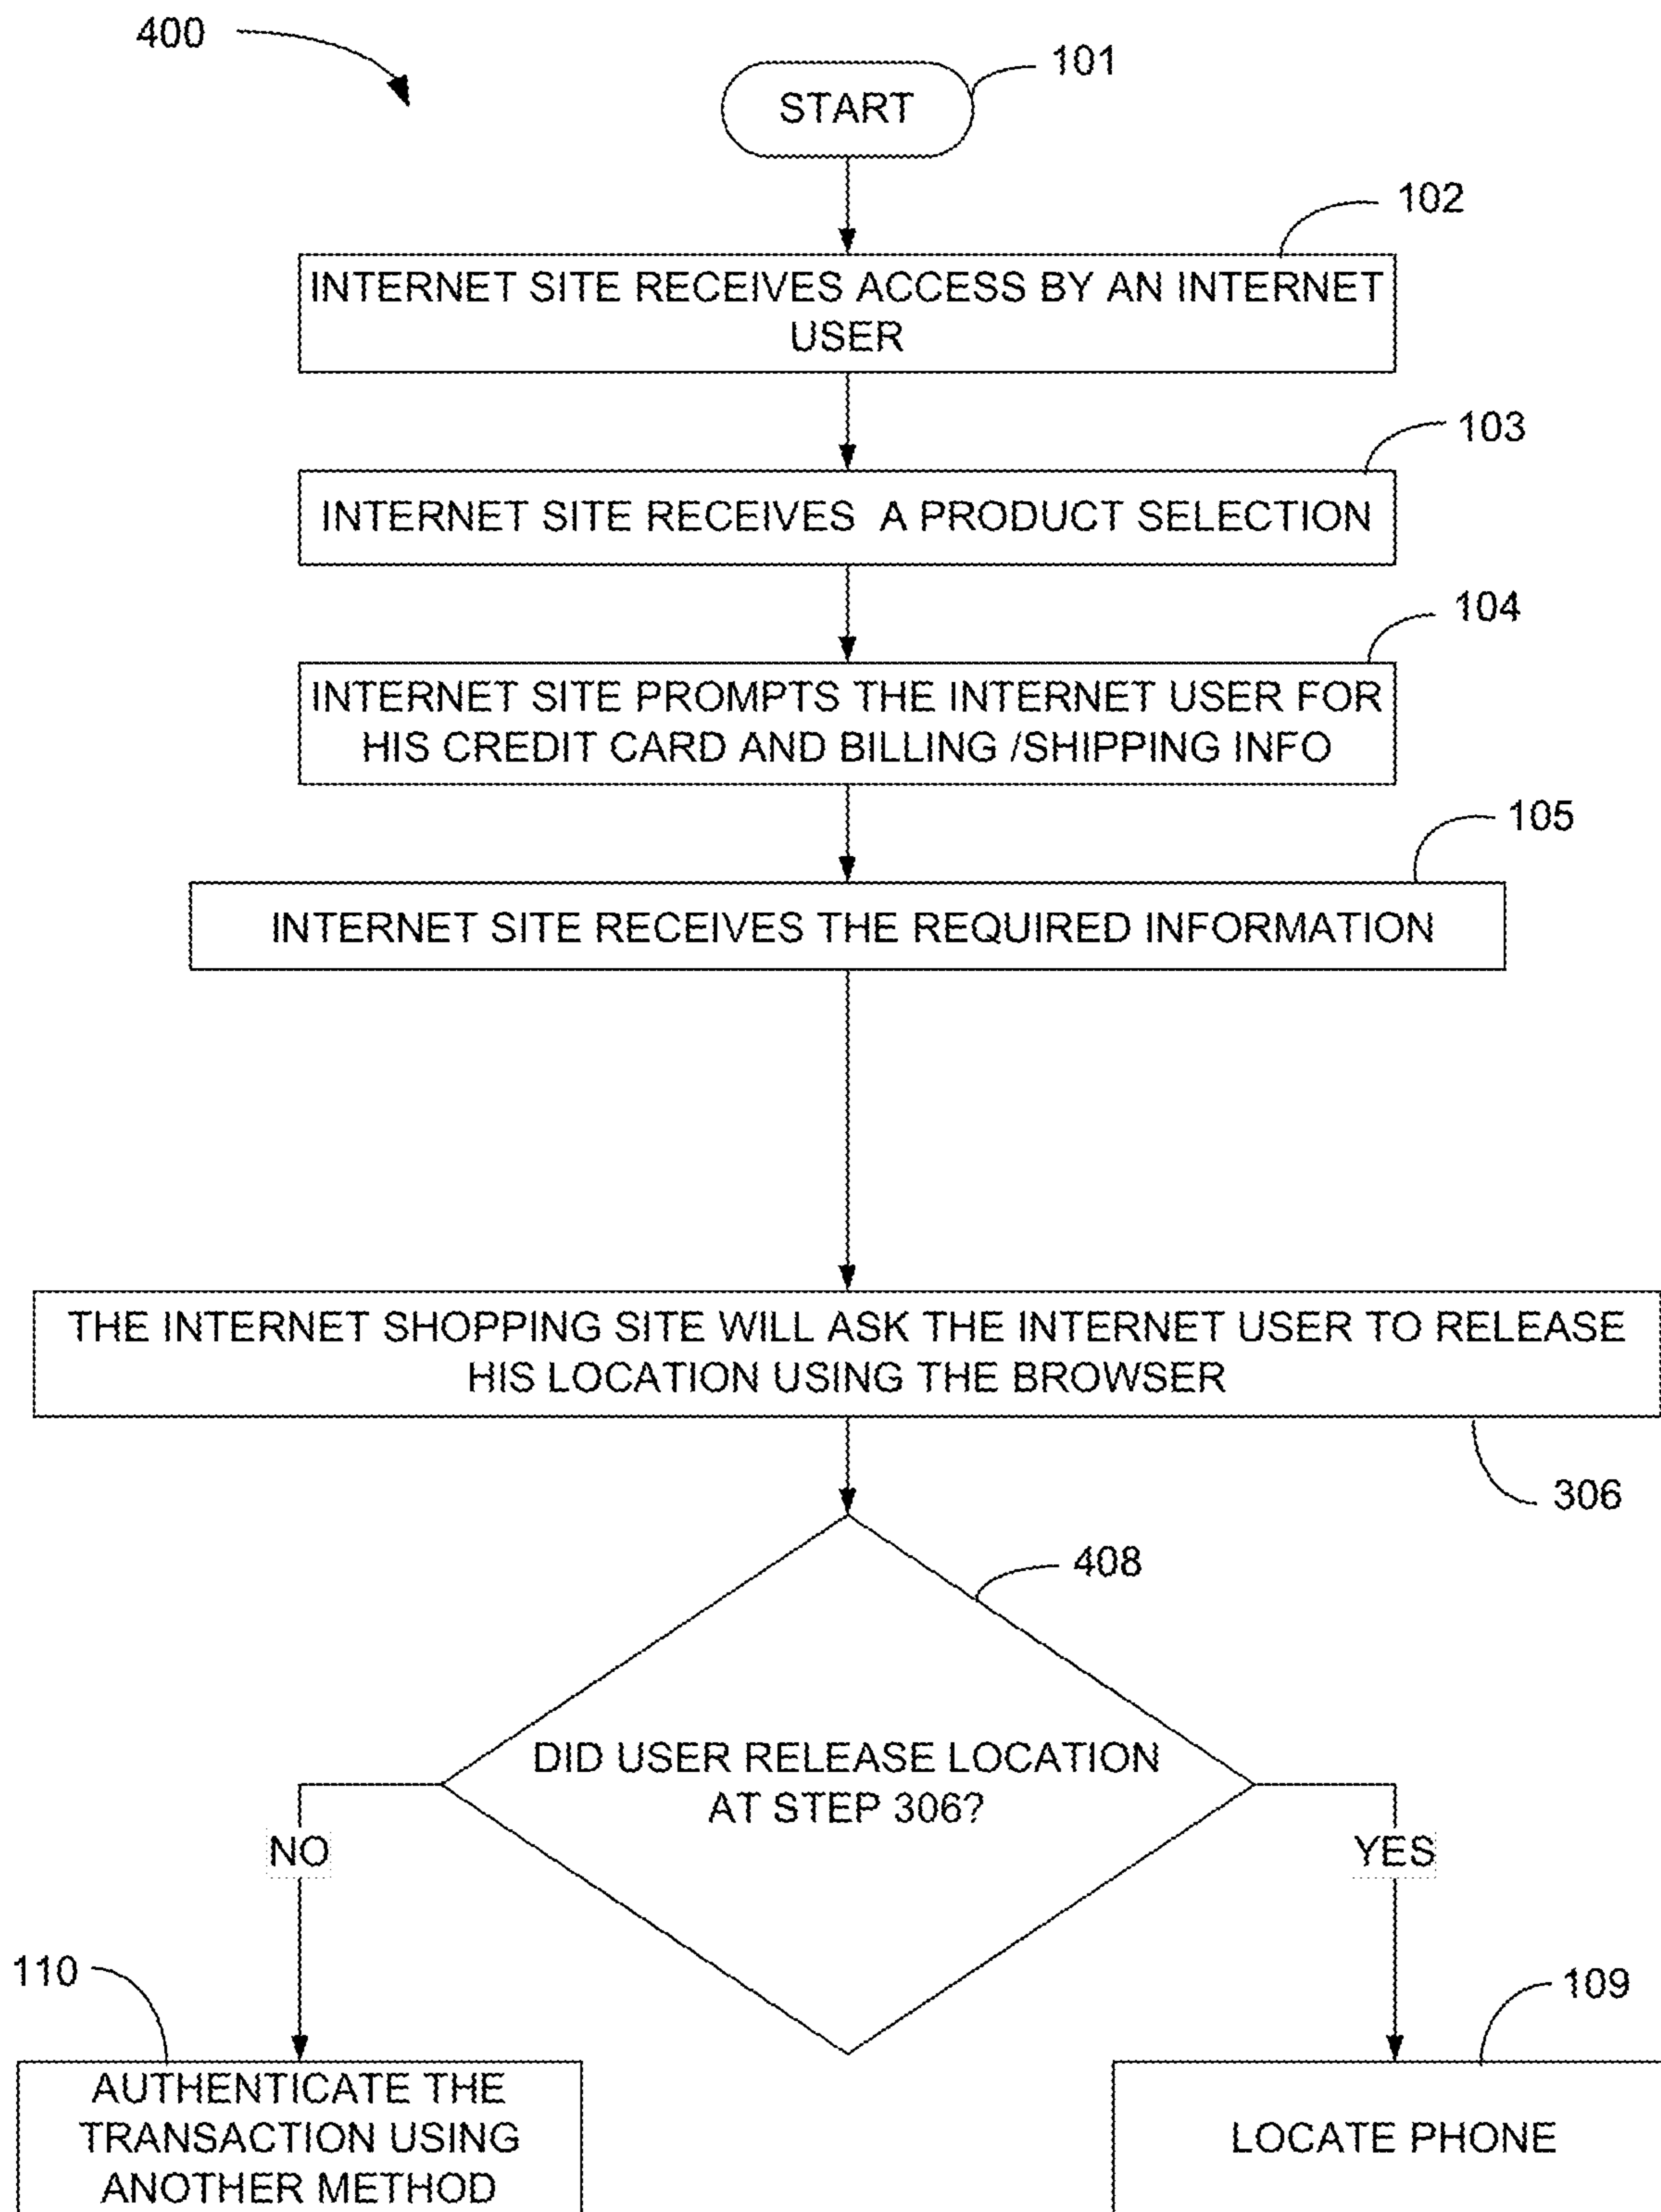 400
START
101
102
INTERNET SITE RECEIVES ACCESS BY AN INTERNET
USER
103
INTERNET SITE RECEIVES A PRODUCT SELECTION
104
INTERNET SITE PROMPTS THE INTERNET USER FOR
HIS CREDIT CARD AND BILLING /SHIPPING INFO
105
INTERNET SITE RECEIVES THE REQUIRED INFORMATION
THE INTERNET SHOPPING SITE WILL ASK THE INTERNET USER TO RELEASE
HIS LOCATION USING THE BROWSER
306
408
DID USER RELEASE LOCATION
AT STEP 306?
NO
YES
110
109
AUTHENTICATE THE
TRANSACTION USING
ANOTHER METHOD
LOCATE PHONE